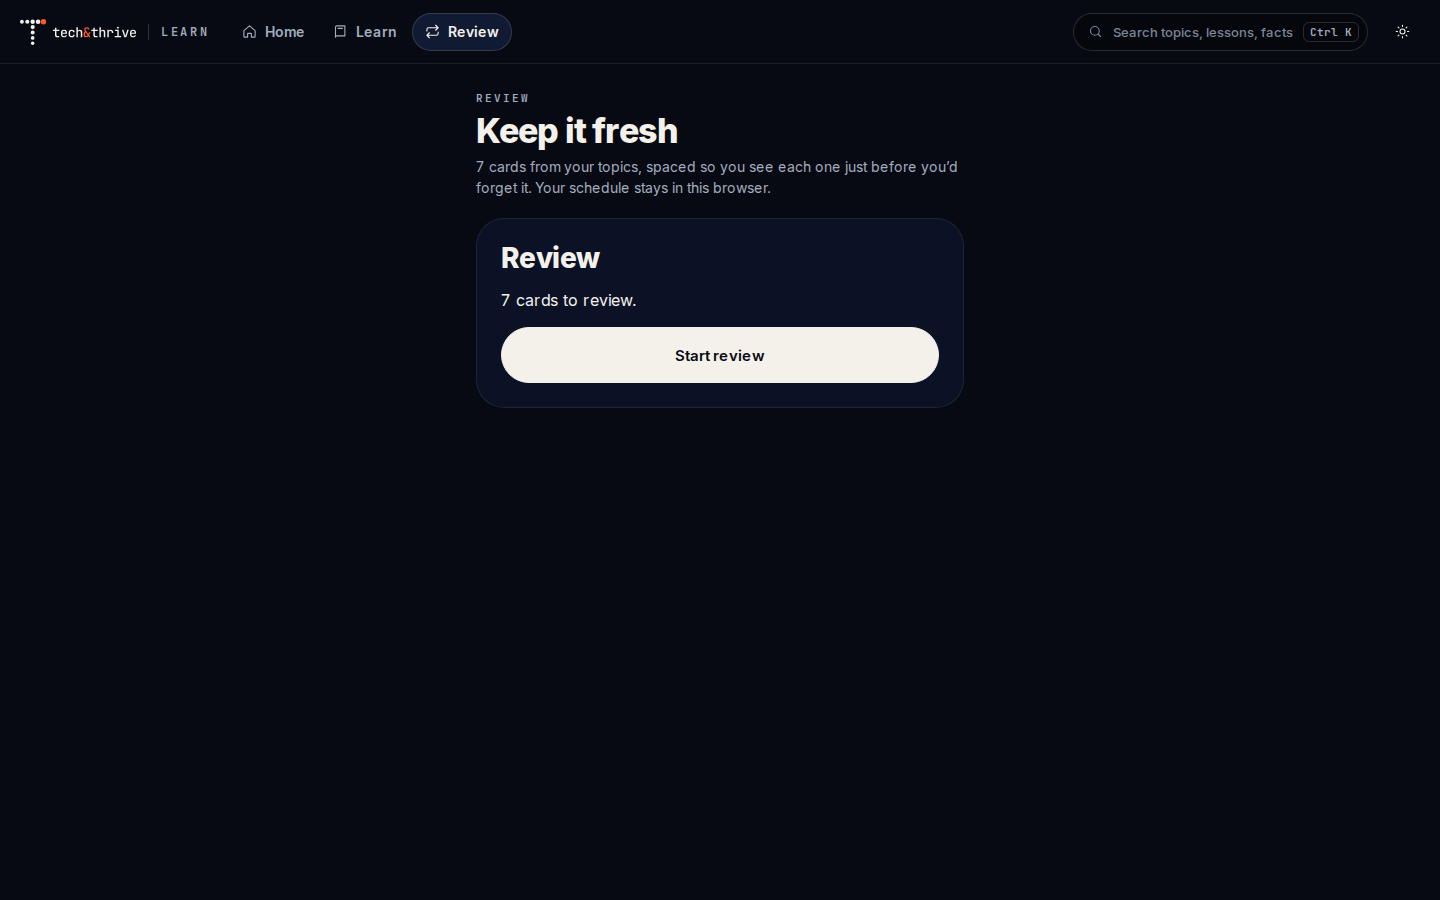 tech&thrive LEARN Home Learn Review Search topics, lessons, facts Ctrl K
REVIEW
Keep it fresh
7 cards from your topics, spaced so you see each one just before you’d
forget it. Your schedule stays in this browser.
Review
7 cards to review.
Start review